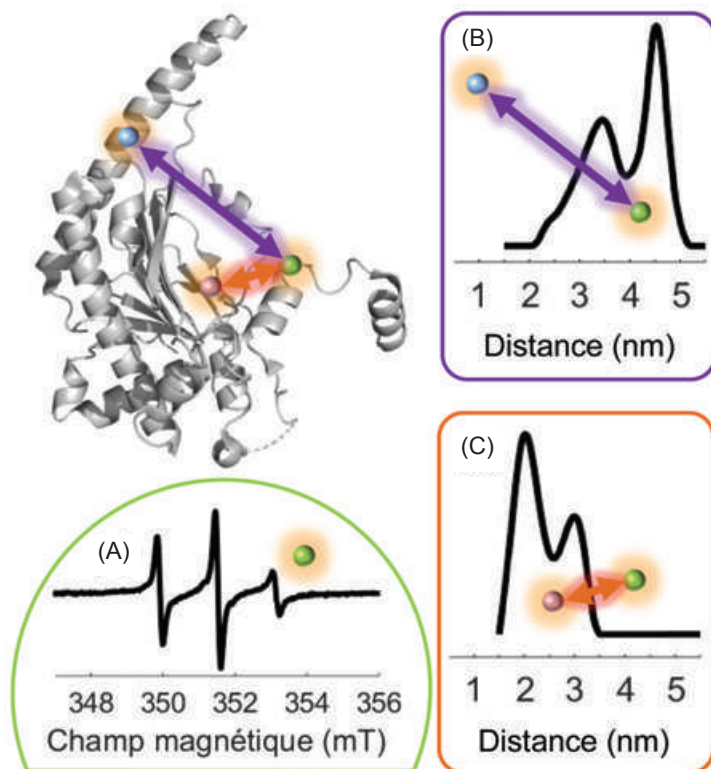 (B)
1 2 3 4 5
Distance (nm)
(C)
1 2 3 4 5
Distance (nm)
(A)
348 350 352 354 356
Champ magnétique (mT)